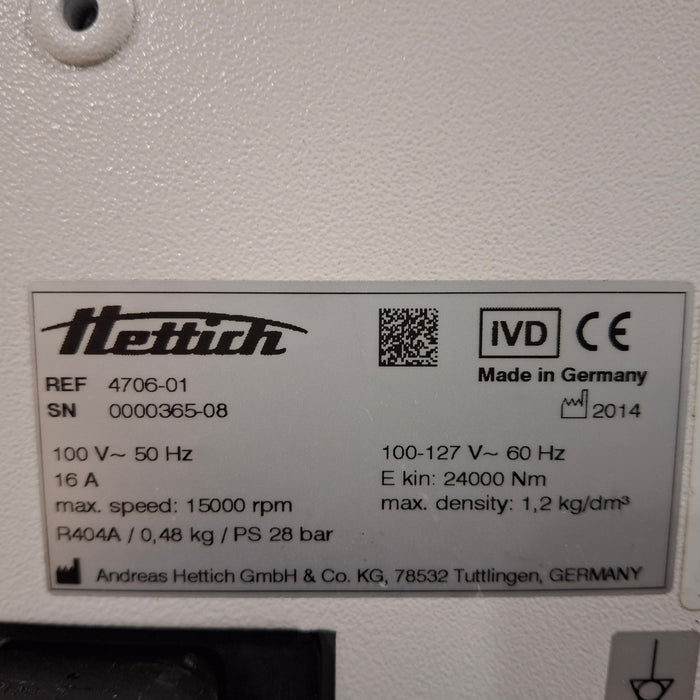 Hettich
IVD CE
Made in Germany
REF 4706-01
2014
SN 0000365-08
100 V~ 50 Hz
100-127 V~ 60 Hz
16 A
E kin: 24000 Nm
max. speed: 15000 rpm
max. density: 1,2 kg/dm³
R404A / 0,48 kg / PS 28 bar
Andreas Hettich GmbH & Co. KG, 78532 Tuttlingen, GERMANY